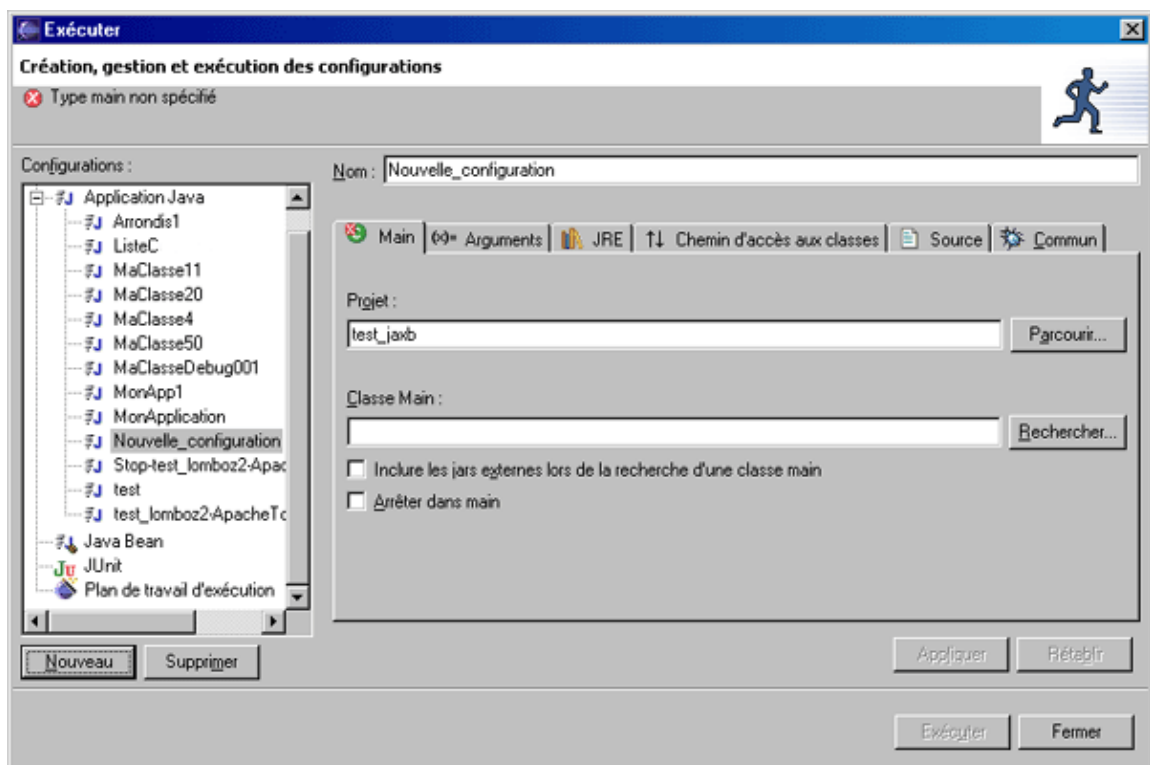 Exécuter
Création, gestion et exécution des configurations
Type main non spécifié
Configurations :
Nom : Nouvelle_configuration
Application Java
Arrondis1
ListeC
MaClasse11
MaClasse20
MaClasse4
MaClasse50
MaClasseDebug001
MonApp1
MonApplication
Nouvelle_configuration
Stop-test_lomboz2-Apac
test
test_lomboz2-ApacheTc
Java Bean
JUnit
Plan de travail d'exécution
Main (x)= Arguments JRE Chemin d'accès aux classes Source Commun
Projet :
test_jaxb Parcourir...
Classe Main :
Rechercher...
Inclure les jars externes lors de la recherche d'une classe main
Arrêter dans main
Nouveau Supprimer
Appliquer Rétablir
Exécuter Fermer